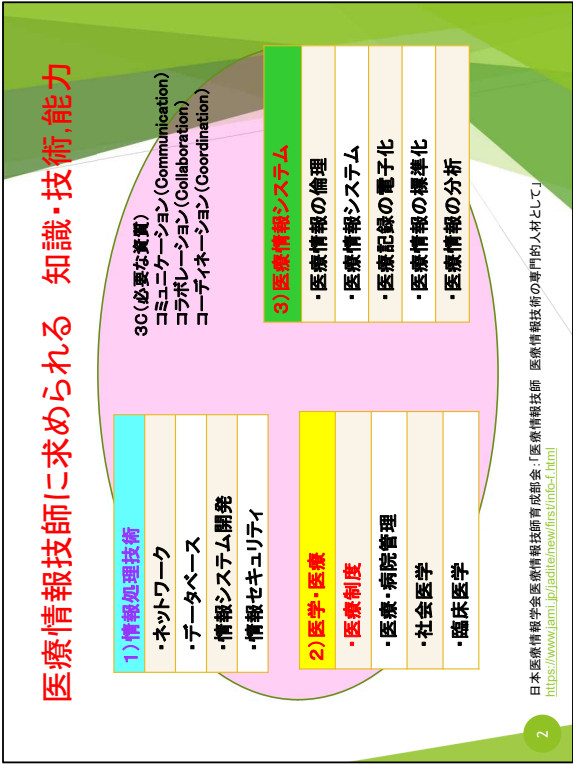 医療情報技師に求められる　知識・技術,能力
3C(必要な資質)
コミュニケーション(Communication)
コラボレーション(Collaboration)
コーディネーション(Coordination)
1)情報処理技術
・ネットワーク
・データベース
・情報システム開発
・情報セキュリティ
2)医学・医療
・医療制度
・医療・病院管理
・社会医学
・臨床医学
3)医療情報システム
・医療情報の倫理
・医療情報システム
・医療記録の電子化
・医療情報の標準化
・医療情報の分析
日本医療情報学会医療情報技師育成部会:「医療情報技師　医療情報技術の専門的人材として」
https://www.jami.jp/jadite/new/first/info-f.html
2